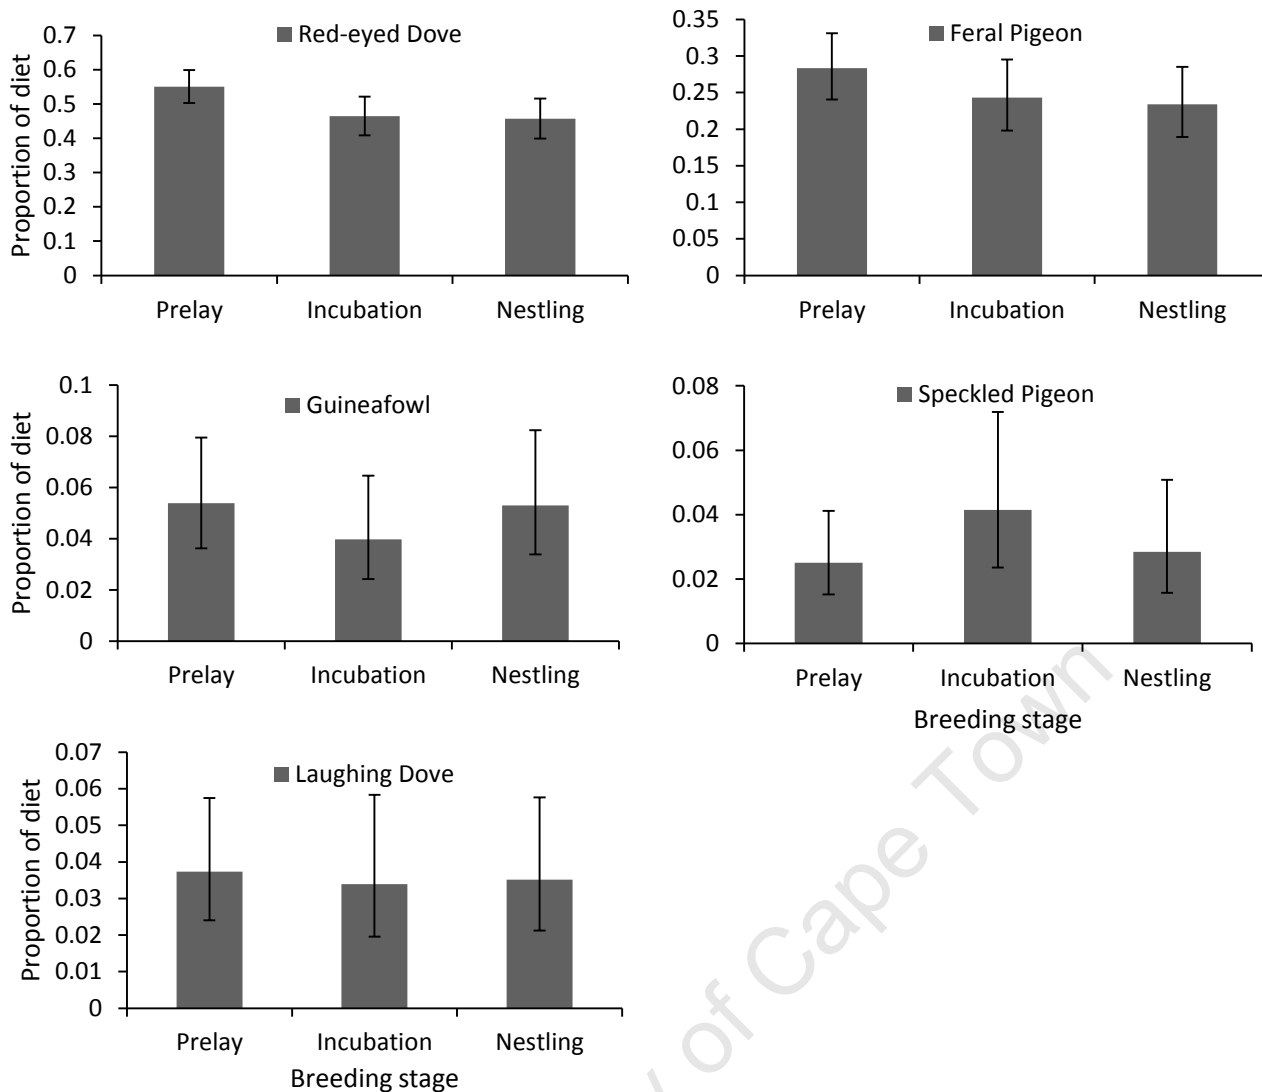 Red-eyed Dove
Proportion of diet
0.7
0.6
0.5
0.4
0.3
0.2
0.1
0
Prelay Incubation Nestling
Feral Pigeon
0.35
0.3
0.25
0.2
0.15
0.1
0.05
0
Prelay Incubation Nestling
Guineafowl
Proportion of diet
0.1
0.08
0.06
0.04
0.02
0
Prelay Incubation Nestling
Speckled Pigeon
0.08
0.06
0.04
0.02
0
Prelay Incubation Nestling
Breeding stage
Laughing Dove
Proportion of diet
0.07
0.06
0.05
0.04
0.03
0.02
0.01
0
Prelay Incubation Nestling
Breeding stage
of Cape Town